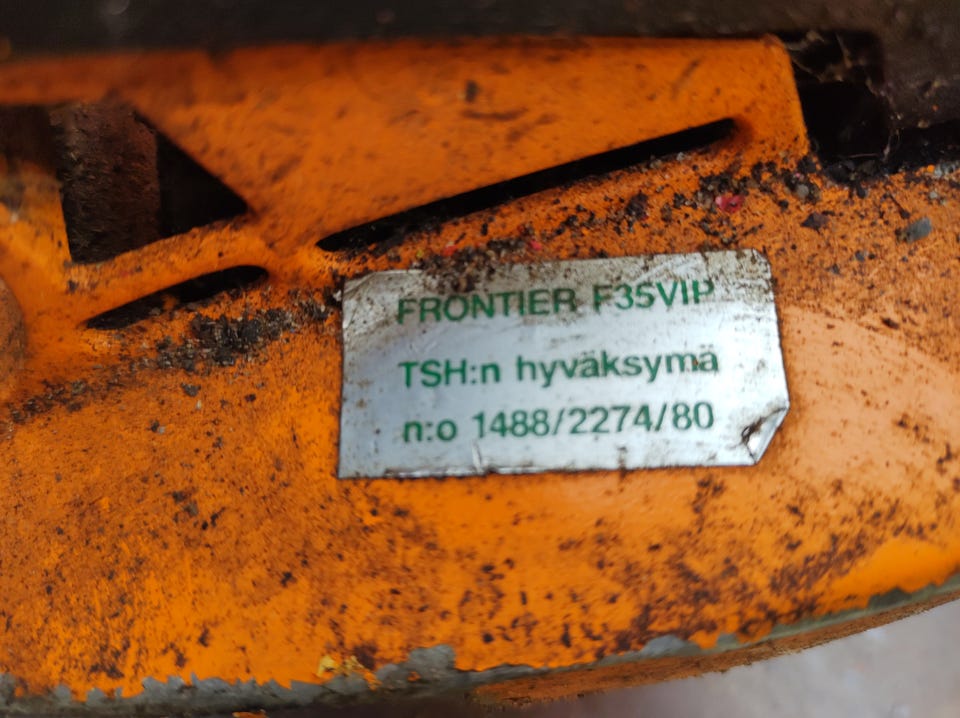 FRONTIER F35VIP
TSH:n hyväksymä
n:o 1488/2274/80